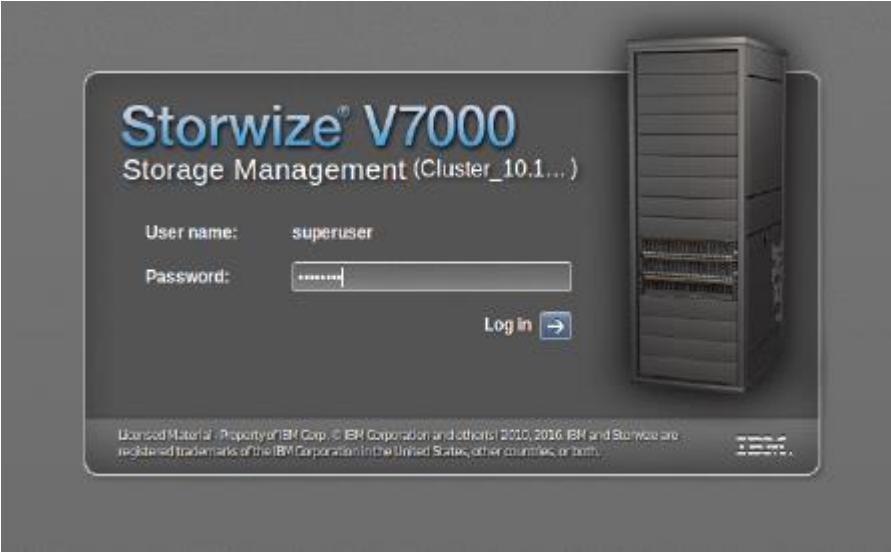 Storwize® V7000
Storage Management (Cluster_10.1... )
User name: superuser
Password: ••••••••
Log in
Licensed Material - Property of IBM Corp. © IBM Corporation and other(s) 2010, 2016. IBM and Storwize are
registered trademarks of the IBM Corporation in the United States, other countries, or both.
IBM.